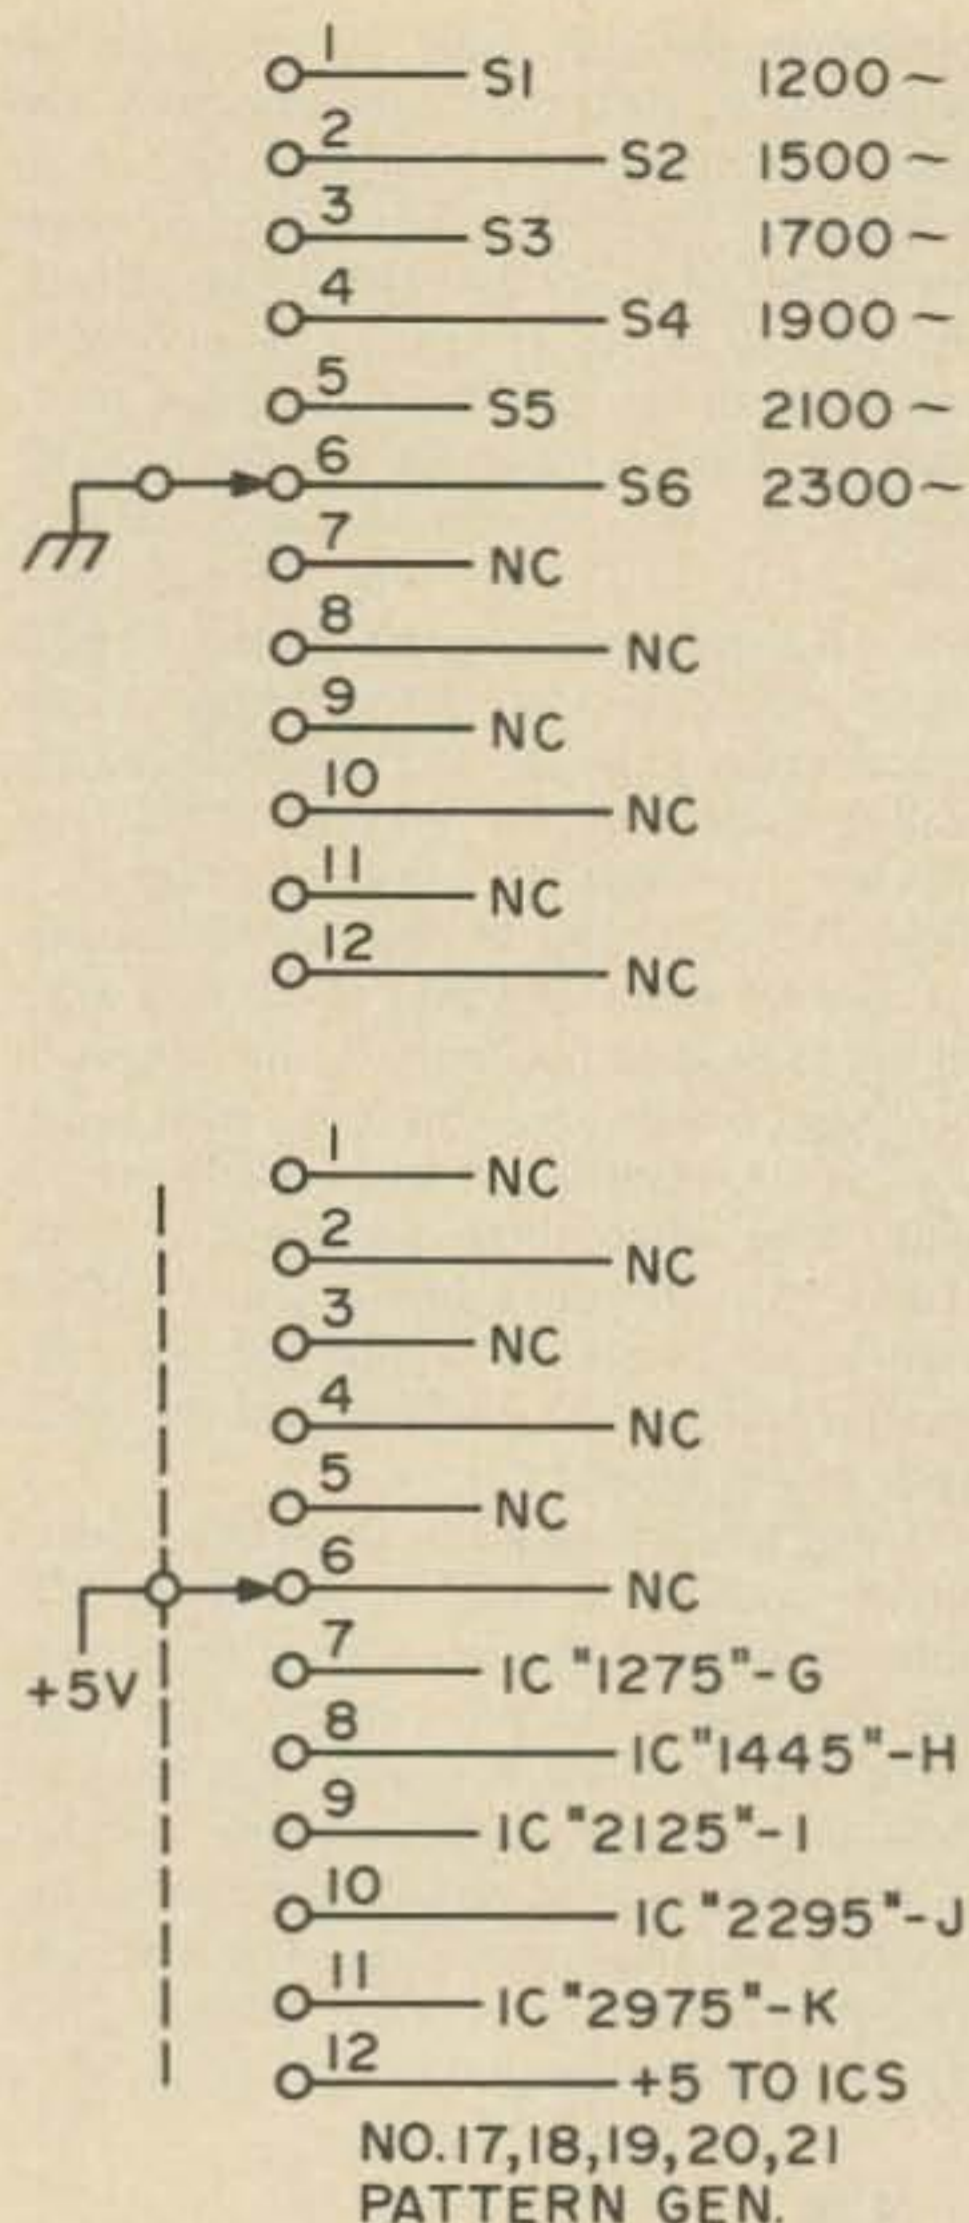 1 S1 1200~
2 S2 1500~
3 S3 1700~
4 S4 1900~
5 S5 2100~
6 S6 2300~
7 NC
8 NC
9 NC
10 NC
11 NC
12 NC
1 NC
2 NC
3 NC
4 NC
5 NC
6 NC
+5V
7 IC "1275"-G
8 IC "1445"-H
9 IC "2125"-I
10 IC "2295"-J
11 IC "2975"-K
12 +5 TO ICS
NO.17,18,19,20,21
PATTERN GEN.